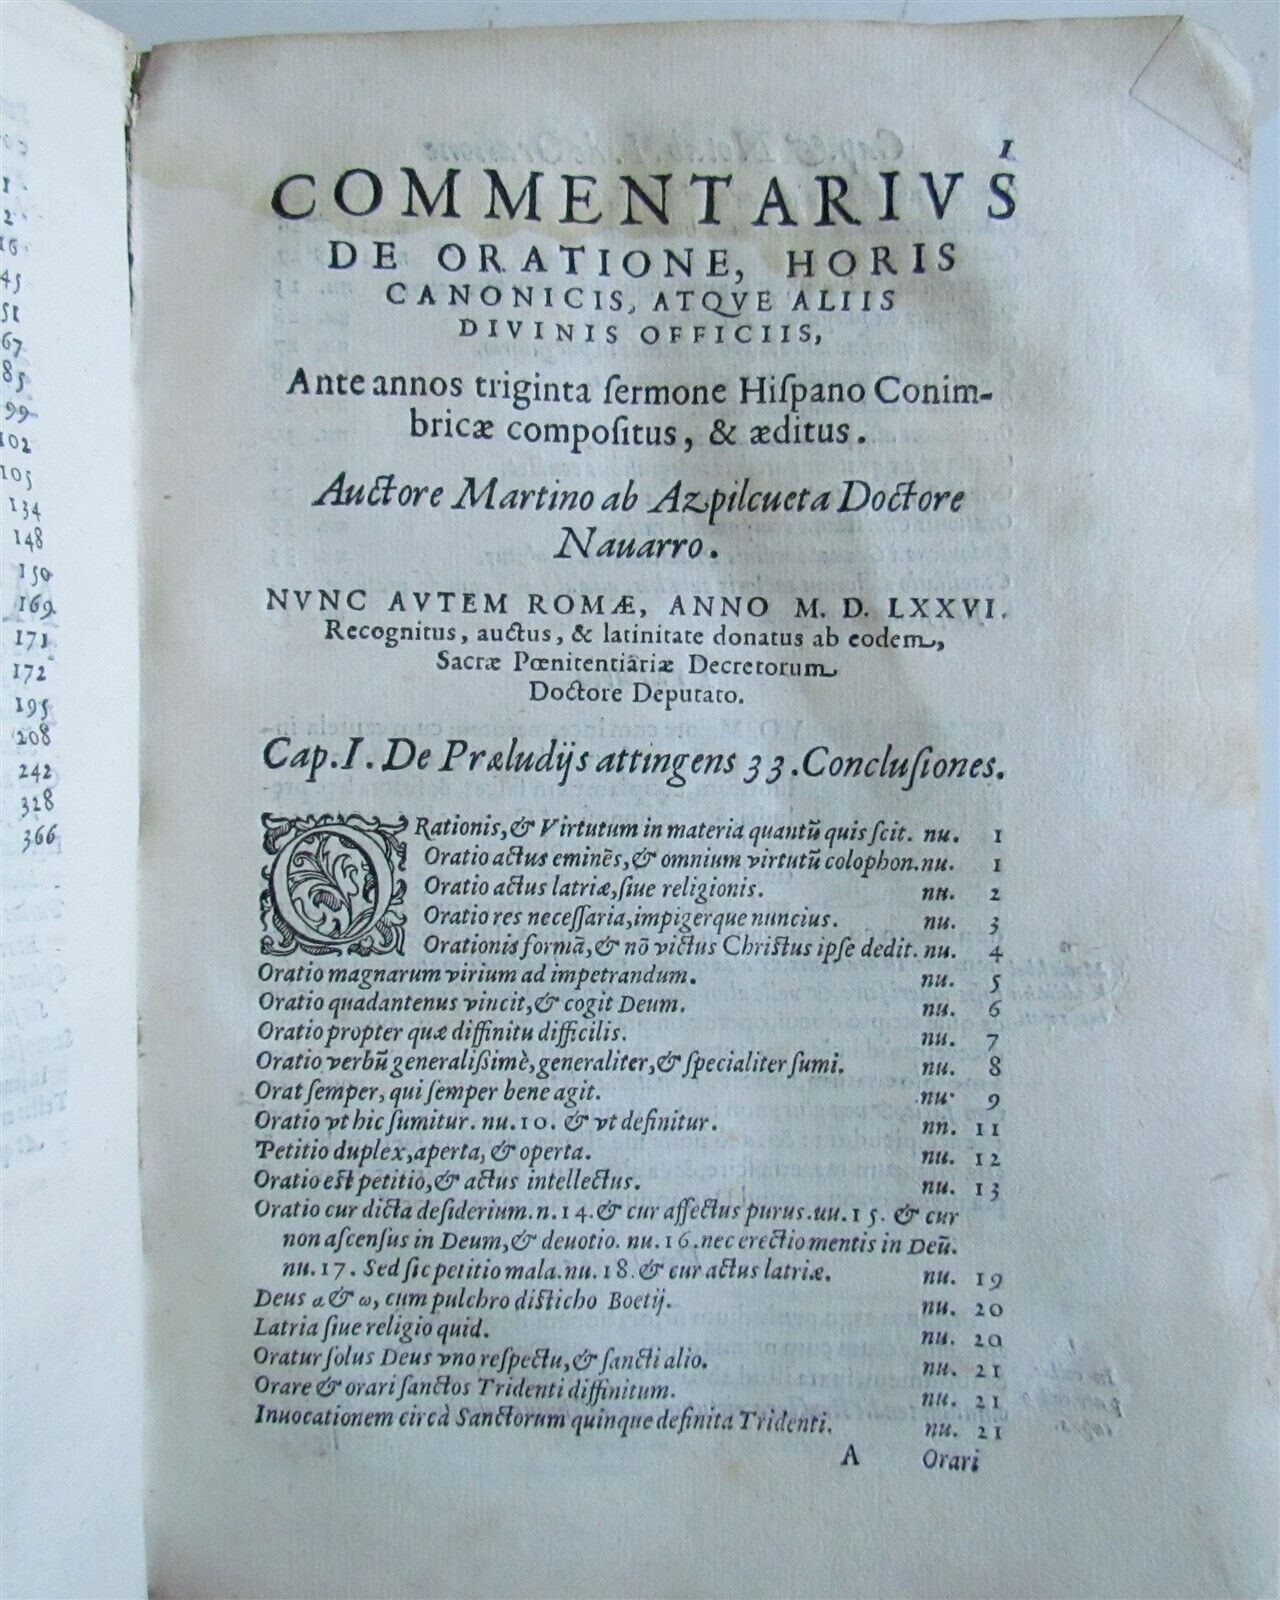 1
2
16
45
51
67
85
99
102
105
134
148
150
169
171
172
195
208
242
328
366
1
COMMENTARIVS
DE ORATIONE, HORIS
CANONICIS, ATQVE ALIIS
DIVINIS OFFICIIS,
Ante annos triginta ſermone Hiſpano Conim-
bricæ compoſitus, & æditus.
Auctore Martino ab Azpilcueta Doctore
Nauarro.
NVNC AVTEM ROMÆ, ANNO M. D. LXXVI.
Recognitus, auctus, & latinitate donatus ab eodem,
Sacræ Pœnitentiariæ Decretorum
Doctore Deputato.
Cap.I. De Præludijs attingens 33. Concluſiones.
ORationis, & Virtutum in materia quantũ quis ſcit. nu. 1
Oratio actus eminẽs, & omnium virtutũ colophon. nu. 1
Oratio actus latriæ, ſiue religionis. nu. 2
Oratio res neceſſaria, impigerque nuncius. nu. 3
Orationis formã, & nõ victus Chriſtus ipſe dedit. nu. 4
Oratio magnarum virium ad impetrandum. nu. 5
Oratio quadantenus vincit, & cogit Deum. nu. 6
Oratio propter quæ diffinitu difficilis. nu. 7
Oratio verbũ generalißimè, generaliter, & ſpecialiter ſumi. nu. 8
Orat ſemper, qui ſemper bene agit. nu. 9
Oratio vt hic ſumitur. nu. 10. & vt definitur. nn. 11
Petitio duplex, aperta, & operta. nu. 12
Oratio eſt petitio, & actus intellectus. nu. 13
Oratio cur dicta deſiderium. n. 14. & cur affectus purus. uu. 15. & cur
non aſcenſus in Deum, & deuotio. nu. 16. nec erectio mentis in Deũ.
nu. 17. Sed ſic petitio mala. nu. 18. & cur actus latriæ. nu. 19
Deus α & ω, cum pulchro diſticho Boetij. nu. 20
Latria ſiue religio quid. nu. 20
Oratur ſolus Deus vno reſpectu, & ſancti alio. nu. 21
Orare & orari ſanctos Tridenti diffinitum. nu. 21
Inuocationem circà Sanctorum quinque definita Tridenti. nu. 21
A Orari